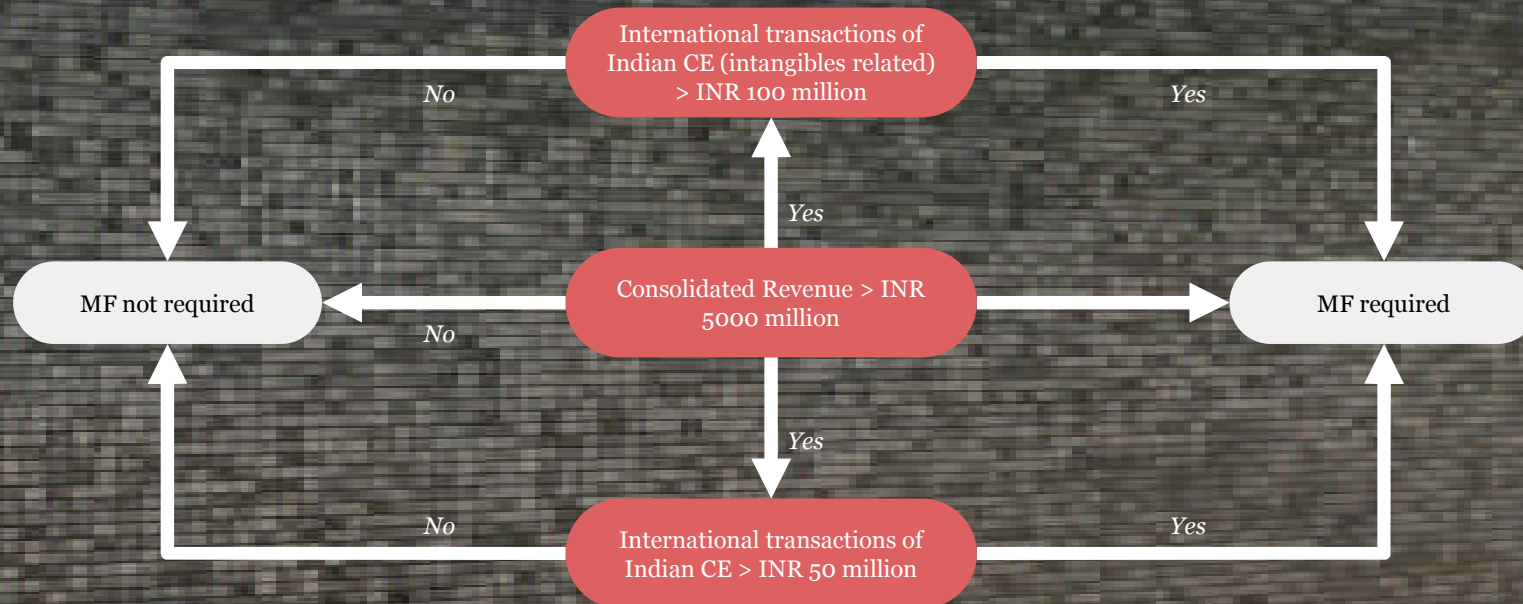 International transactions of
Indian CE (intangibles related)
> INR 100 million
No
Yes
Yes
MF not required
Consolidated Revenue > INR
5000 million
MF required
No
Yes
No
Yes
International transactions of
Indian CE > INR 50 million